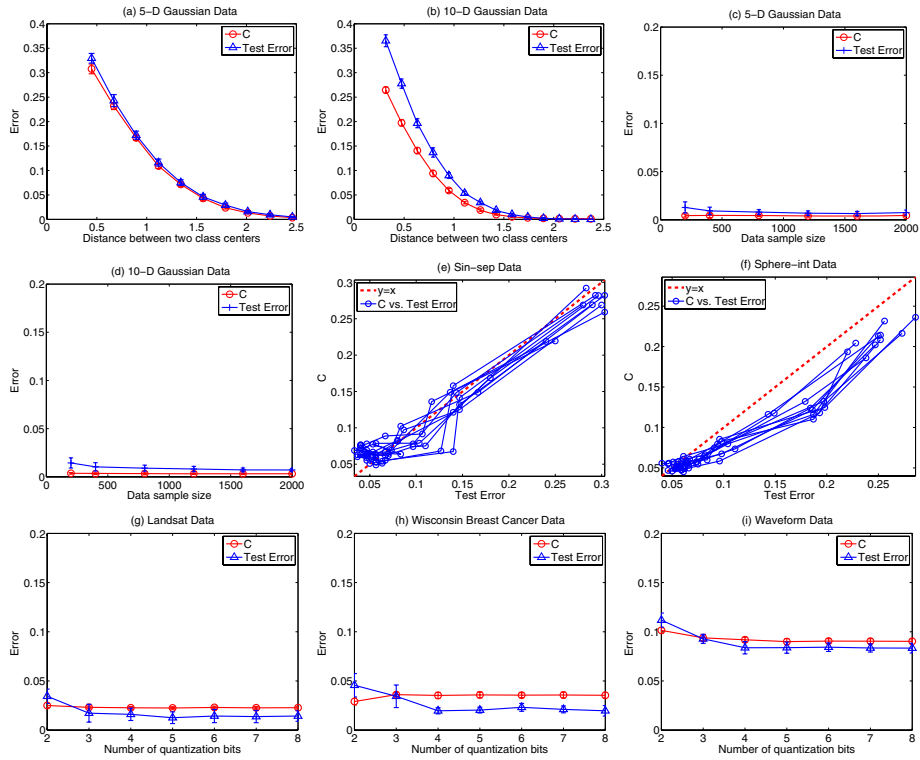 (a) 5-D Gaussian Data
C
Test Error
0.4
0.35
0.3
0.25
0.2
0.15
0.1
0.05
0
Error
0 0.5 1.0 1.5 2.0 2.5
Distance between two class centers
(b) 10-D Gaussian Data
C
Test Error
0.4
0.35
0.3
0.25
0.2
0.15
0.1
0.05
0
Error
0 0.5 1.0 1.5 2.0 2.5
Distance between two class centers
(c) 5-D Gaussian Data
C
Test Error
0.2
0.15
0.1
0.05
0
Error
0 500 1000 1500 2000
Data sample size
(d) 10-D Gaussian Data
C
Test Error
0.2
0.15
0.1
0.05
0
Error
0 500 1000 1500 2000
Data sample size
(e) Sin-sep Data
y=x
C vs. Test Error
0.3
0.25
0.2
0.15
0.1
0.05
C
0.05 0.1 0.15 0.2 0.25 0.3
Test Error
(f) Sphere-int Data
y=x
C vs. Test Error
0.25
0.2
0.15
0.1
0.05
C
0.05 0.1 0.15 0.2 0.25
Test Error
(g) Landsat Data
C
Test Error
0.2
0.15
0.1
0.05
0
Error
2 3 4 5 6 7 8
Number of quantization bits
(h) Wisconsin Breast Cancer Data
C
Test Error
0.2
0.15
0.1
0.05
0
Error
2 3 4 5 6 7 8
Number of quantization bits
(i) Waveform Data
C
Test Error
0.2
0.15
0.1
0.05
0
Error
2 3 4 5 6 7 8
Number of quantization bits